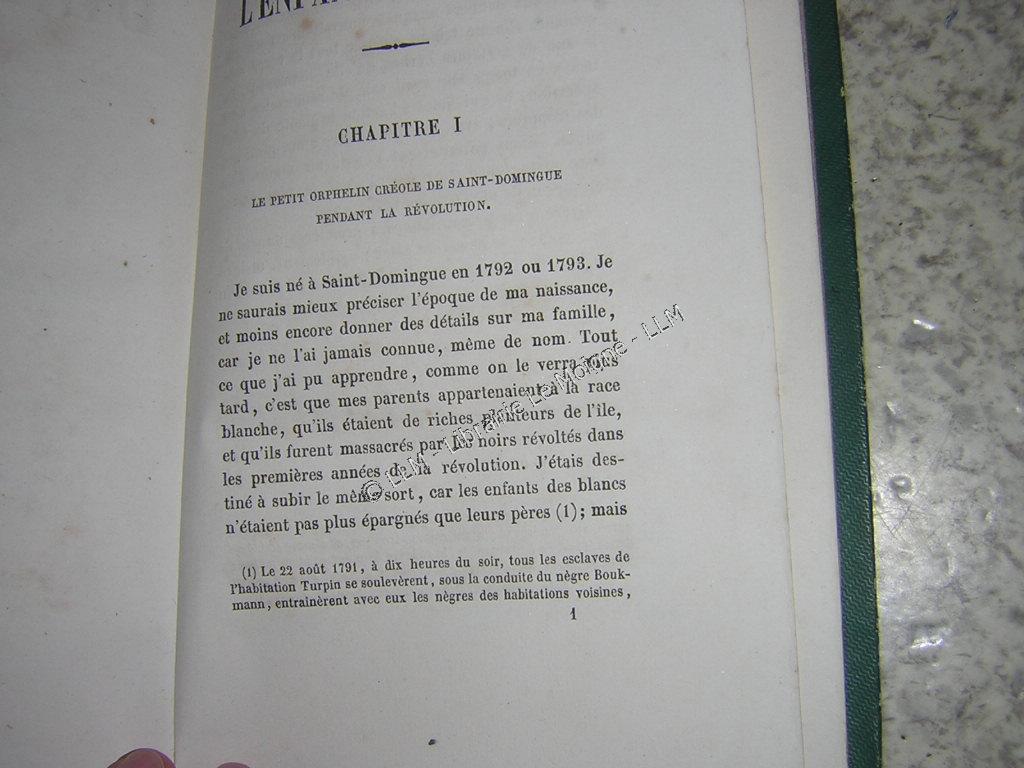 CHAPITRE I
LE PETIT ORPHELIN CRÉOLE DE SAINT-DOMINGUE
PENDANT LA RÉVOLUTION.
Je suis né à Saint-Domingue en 1792 ou 1793. Je
ne saurais mieux préciser l'époque de ma naissance,
et moins encore donner des détails sur ma famille,
car je ne l'ai jamais connue, même de nom. Tout
ce que j'ai pu apprendre, comme on le verra plus
tard, c'est que mes parents appartenaient à la race
blanche, qu'ils étaient de riches planteurs de l'île,
et qu'ils furent massacrés par les noirs révoltés dans
les premières années de la révolution. J'étais des-
tiné à subir le même sort, car les enfants des blancs
n'étaient pas plus épargnés que leurs pères (1); mais
(1) Le 22 août 1791, à dix heures du soir, tous les esclaves de
l'habitation Turpin se soulevèrent, sous la conduite du nègre Bouk-
mann, entrainèrent avec eux les nègres des habitations voisines,
1
© LLM - Librairie Le Moigne - LLM